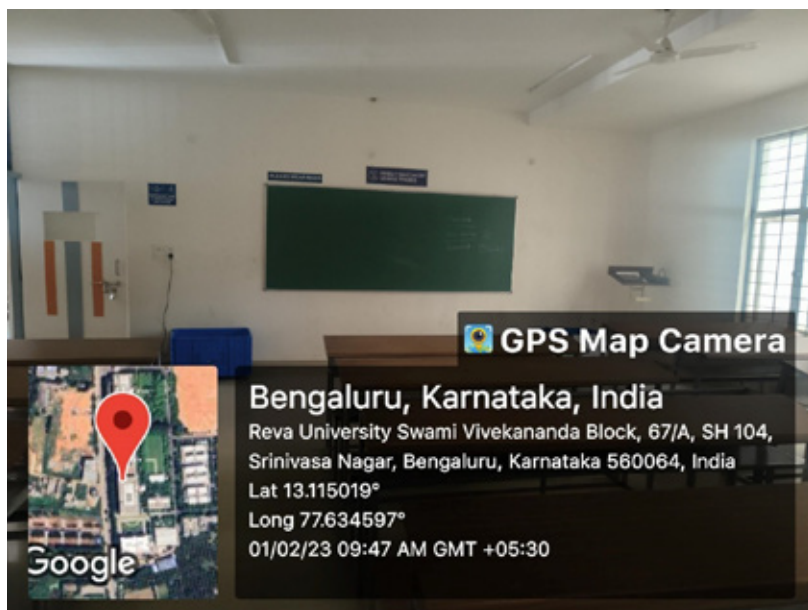 GPS Map Camera
Bengaluru, Karnataka, India
Reva University Swami Vivekananda Block, 67/A, SH 104,
Srinivasa Nagar, Bengaluru, Karnataka 560064, India
Lat 13.115019°
Long 77.634597°
01/02/23 09:47 AM GMT +05:30
Google